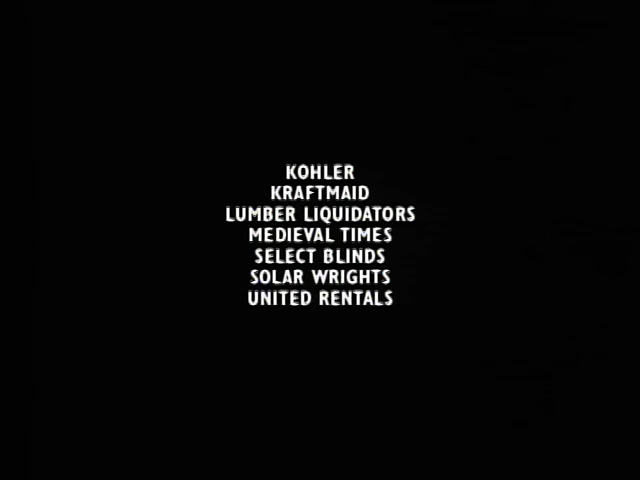 KOHLER
KRAFTMAID
LUMBER LIQUIDATORS
MEDIEVAL TIMES
SELECT BLINDS
SOLAR WRIGHTS
UNITED RENTALS